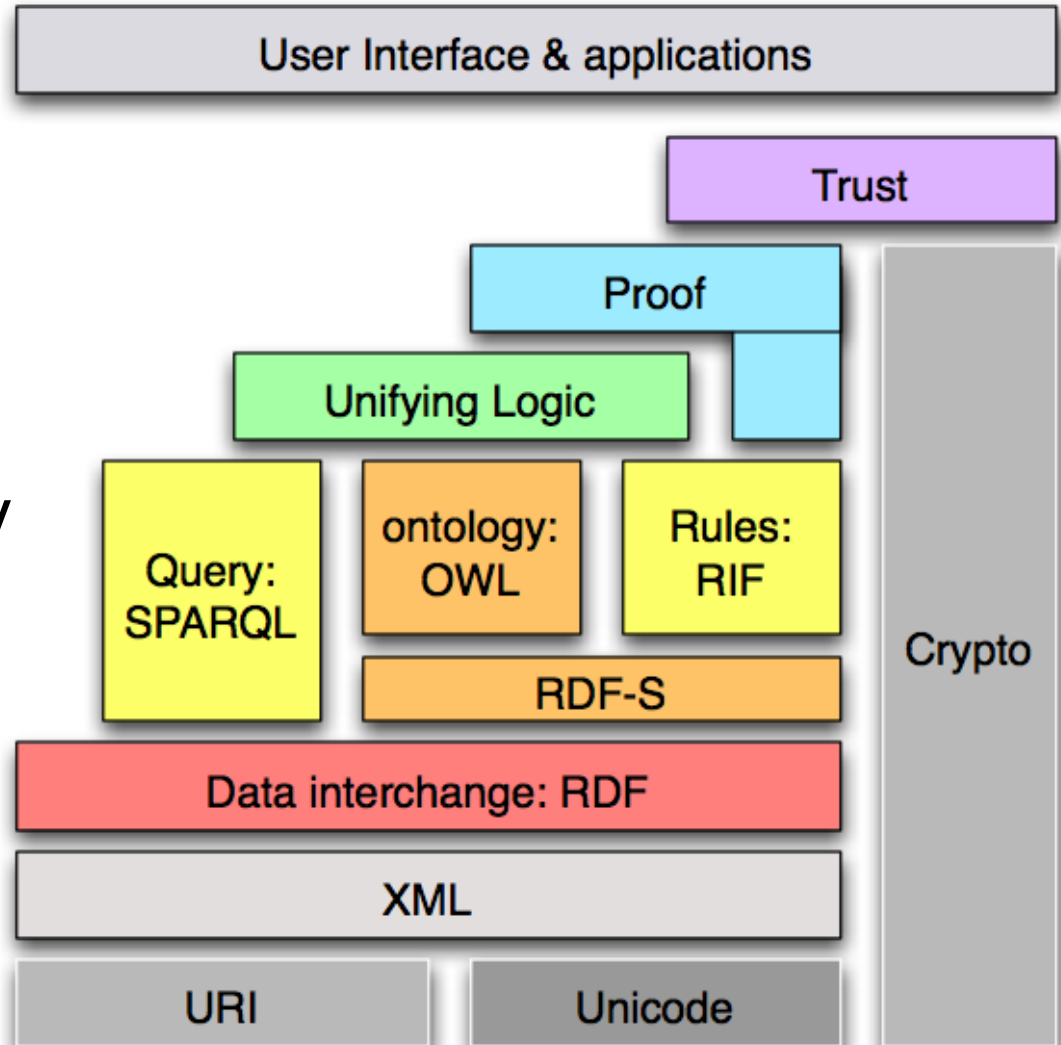 User Interface & applications
Trust
Proof
Unifying Logic
y
Query:
SPARQL
ontology:
OWL
Rules:
RIF
Crypto
RDF-S
Data interchange: RDF
XML
URI
Unicode